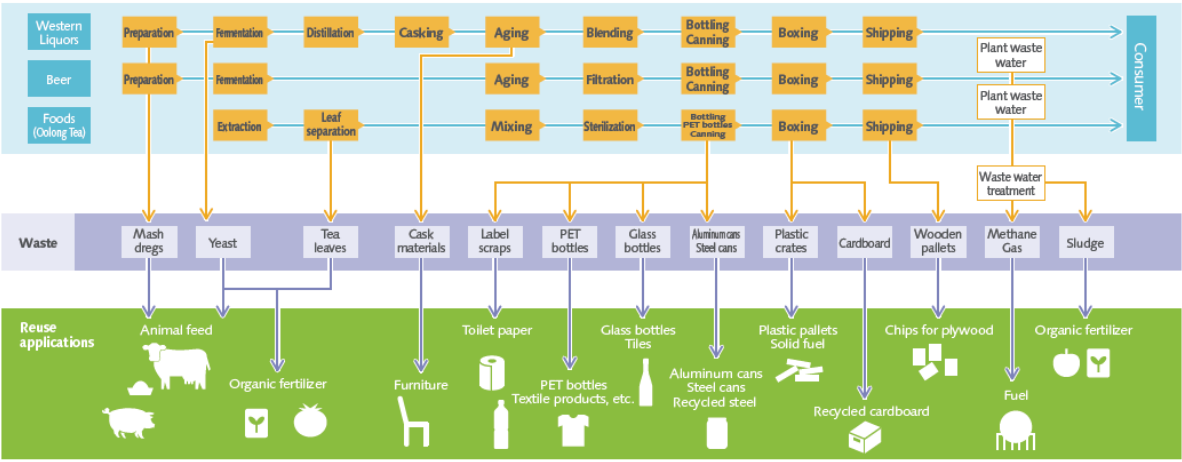 Western
Liquors
Preparation
Fermentation
Distillation
Casking
Aging
Blending
Bottling
Canning
Boxing
Shipping
Plant waste
water
Consumer
Beer
Preparation
Fermentation
Aging
Filtration
Bottling
Canning
Boxing
Shipping
Plant waste
water
Foods
(Oolong Tea)
Extraction
Leaf
separation
Mixing
Sterilization
Bottling
PET bottles
Canning
Boxing
Shipping
Waste water
treatment
Waste
Mash
dregs
Yeast
Tea
leaves
Cask
materials
Label
scraps
PET
bottles
Glass
bottles
Aluminum cans
Steel cans
Plastic
crates
Cardboard
Wooden
pallets
Methane
Gas
Sludge
Reuse
applications
Animal feed
Organic fertilizer
Furniture
Toilet paper
PET bottles
Textile products, etc.
Glass bottles
Tiles
Aluminum cans
Steel cans
Recycled steel
Plastic pallets
Solid fuel
Recycled cardboard
Chips for plywood
Fuel
Organic fertilizer